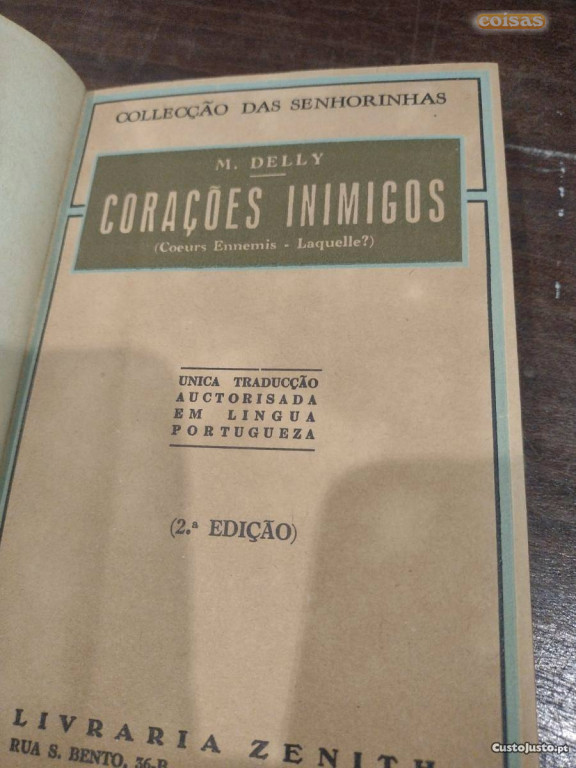 coisas
COLLECÇÃO DAS SENHORINHAS
M. DELLY
CORAÇÕES INIMIGOS
(Coeurs Ennemis - Laquelle?)
UNICA TRADUCÇÃO
AUCTORISADA
EM LINGUA
PORTUGUEZA
(2.ª EDIÇÃO)
LIVRARIA ZENITH
RUA S. BENTO, 36-B
CustoJusto.pt